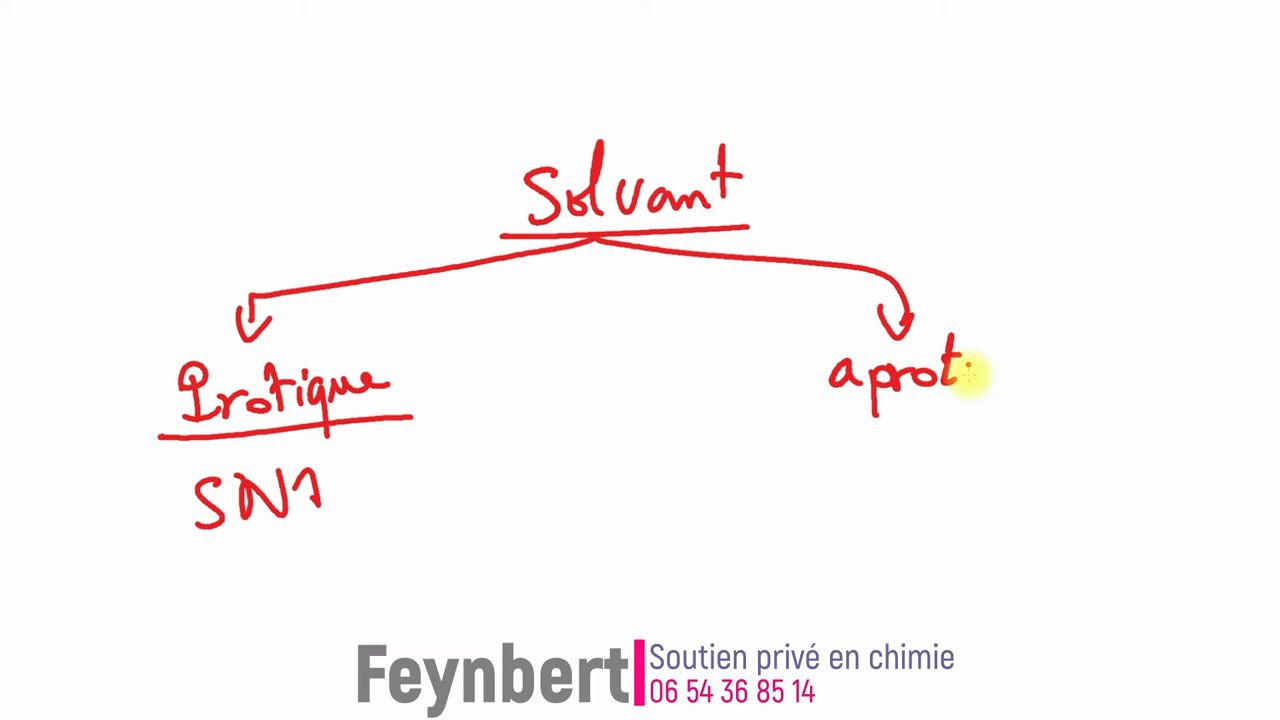 Solvant
Protique
aprot
SN1
Feynbert
Soutien privé en chimie
06 54 36 85 14